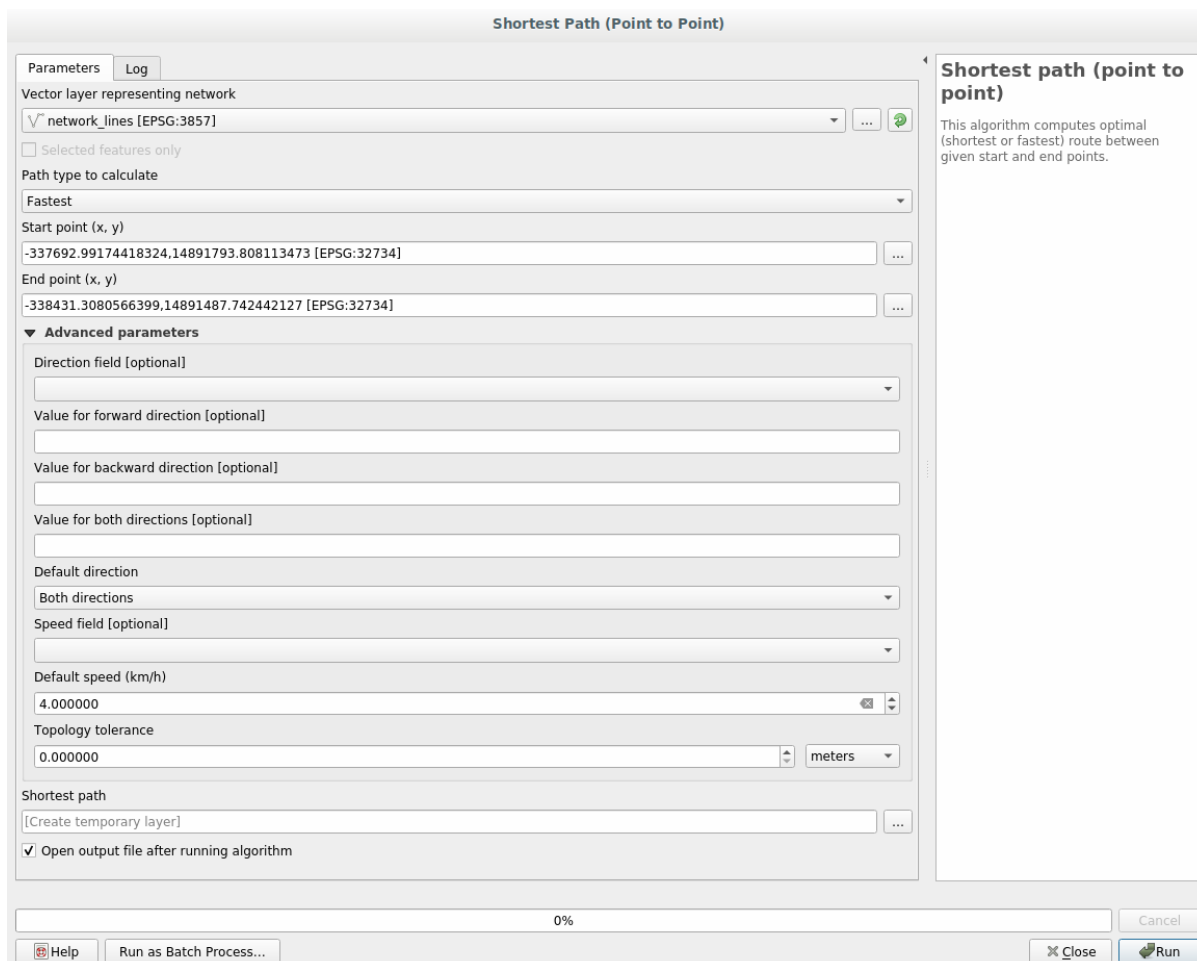 Shortest Path (Point to Point)
Parameters
Log
Vector layer representing network
network_lines [EPSG:3857]
...
Selected features only
Path type to calculate
Fastest
Start point (x, y)
-337692.99174418324,14891793.808113473 [EPSG:32734]
...
End point (x, y)
-338431.3080566399,14891487.742442127 [EPSG:32734]
...
Advanced parameters
Direction field [optional]
Value for forward direction [optional]
Value for backward direction [optional]
Value for both directions [optional]
Default direction
Both directions
Speed field [optional]
Default speed (km/h)
4.000000
Topology tolerance
0.000000
meters
Shortest path
[Create temporary layer]
...
Open output file after running algorithm
Shortest path (point to
point)
This algorithm computes optimal
(shortest or fastest) route between
given start and end points.
0%
Cancel
Help
Run as Batch Process...
Close
Run